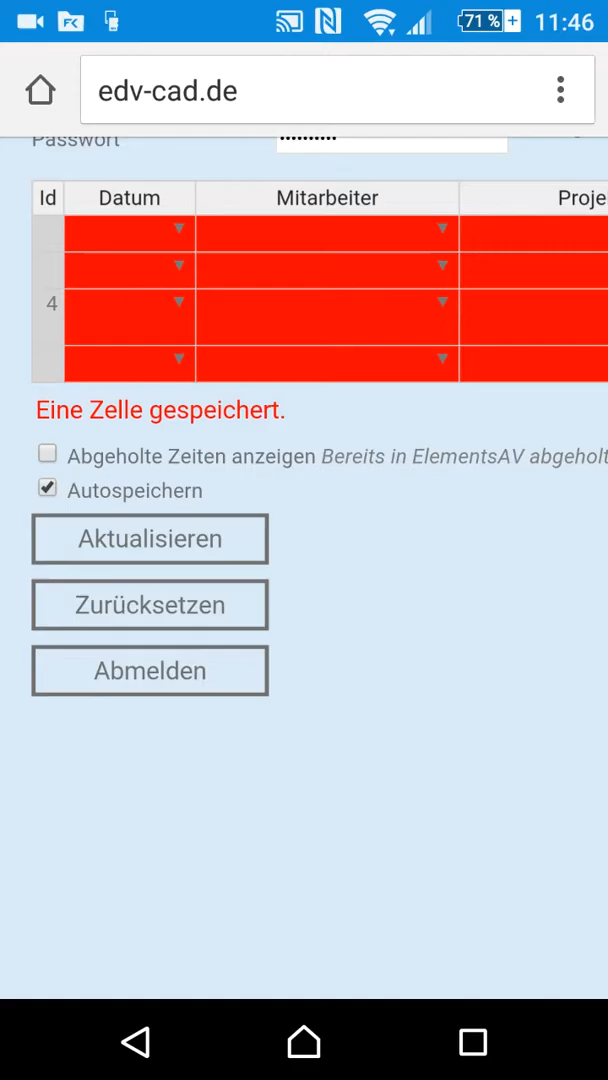 71 % + 11:46
edv-cad.de
Passwort
Id Datum Mitarbeiter Proje
4
Eine Zelle gespeichert.
Abgeholte Zeiten anzeigen Bereits in ElementsAV abgeholt
Autospeichern
Aktualisieren
Zurücksetzen
Abmelden